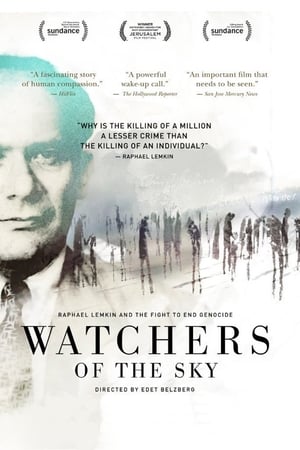 sundance
WINNER
JERUSALEM
FILM FESTIVAL
sundance
"A fascinating story
of human compassion."
— HitFlix
"A powerful
wake-up call."
— The Hollywood Reporter
"An important film that
needs to be seen."
— San Jose Mercury News
"Why is the killing of a million
a lesser crime than
the killing of an individual?"
— Raphael Lemkin
RAPHAEL LEMKIN AND THE FIGHT TO END GENOCIDE
WATCHERS
OF THE SKY
DIRECTED BY EDET BELZBERG